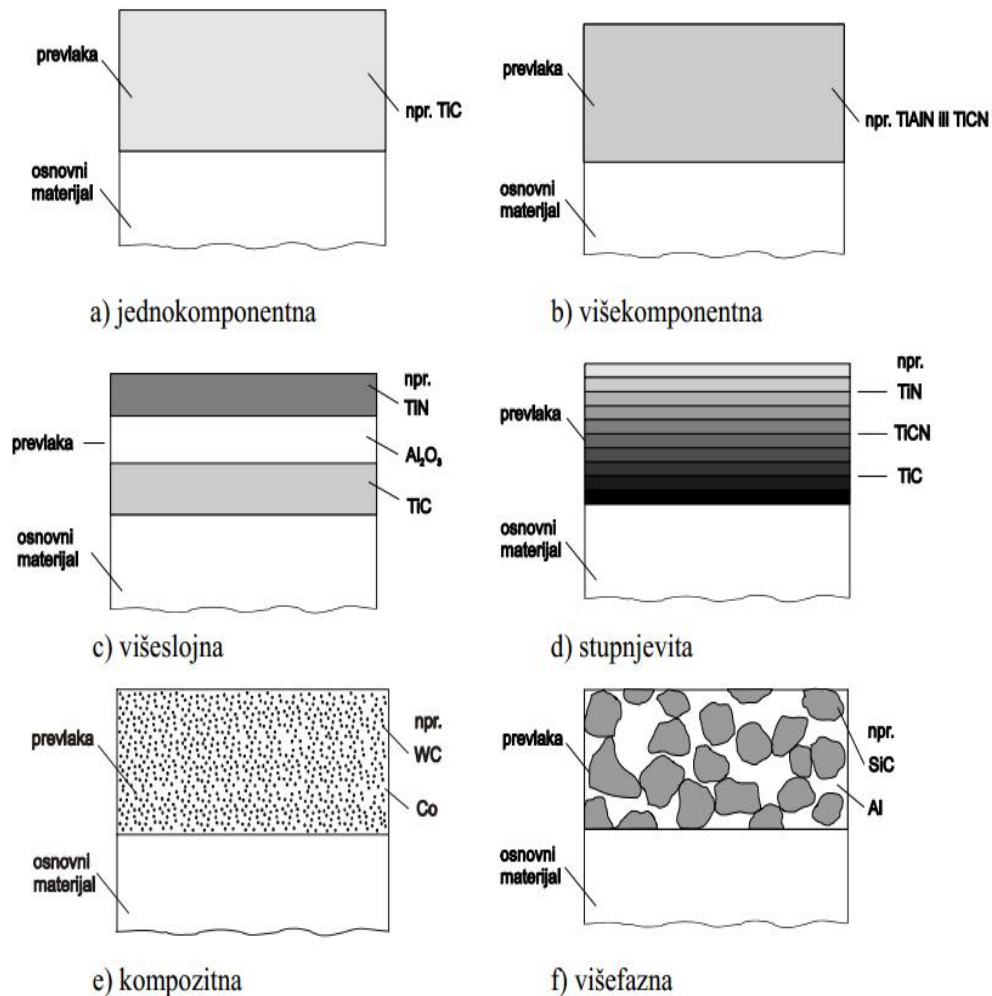 prevlaka
npr. TiC
osnovni
materijal
a) jednokomponentna
prevlaka
npr. TiAlN ili TiCN
osnovni
materijal
b) višekomponentna
npr.
TiN
prevlaka
Al₂O₃
TiC
osnovni
materijal
c) višeslojna
npr.
TiN
prevlaka
TiCN
TiC
osnovni
materijal
d) stupnjevita
npr.
prevlaka
WC
Co
osnovni
materijal
e) kompozitna
npr.
prevlaka
SiC
Al
osnovni
materijal
f) višefazna